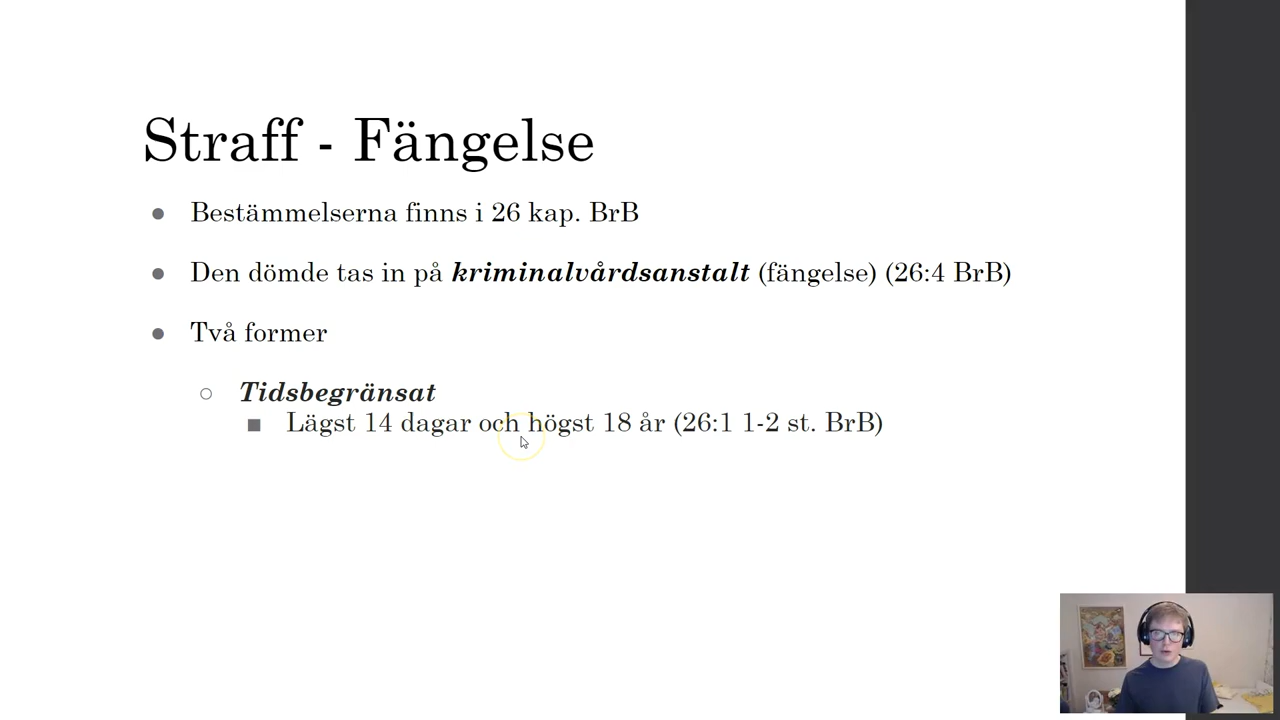 Straff - Fängelse
● Bestämmelserna finns i 26 kap. BrB
● Den dömde tas in på kriminalvårdsanstalt (fängelse) (26:4 BrB)
● Två former
○ Tidsbegränsat
■ Lägst 14 dagar och högst 18 år (26:1 1-2 st. BrB)